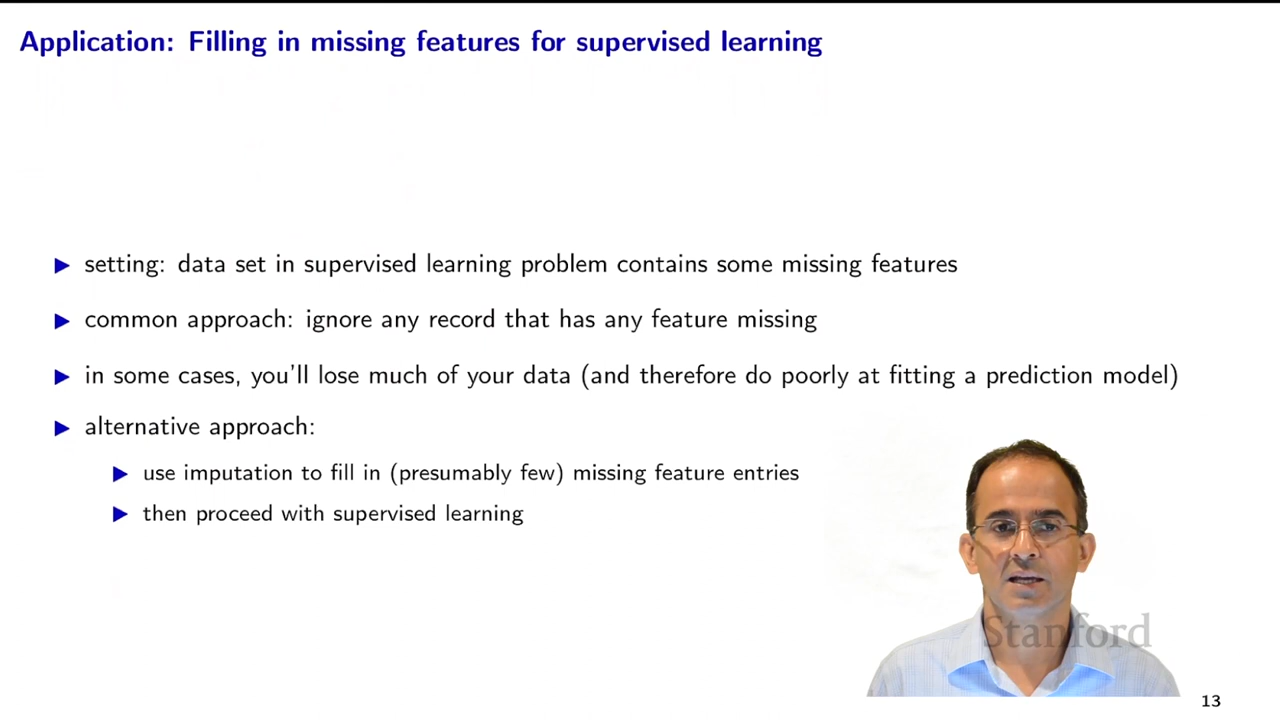 Application: Filling in missing features for supervised learning
▶ setting: data set in supervised learning problem contains some missing features
▶ common approach: ignore any record that has any feature missing
▶ in some cases, you'll lose much of your data (and therefore do poorly at fitting a prediction model)
▶ alternative approach:
▶ use imputation to fill in (presumably few) missing feature entries
▶ then proceed with supervised learning
Stanford
13